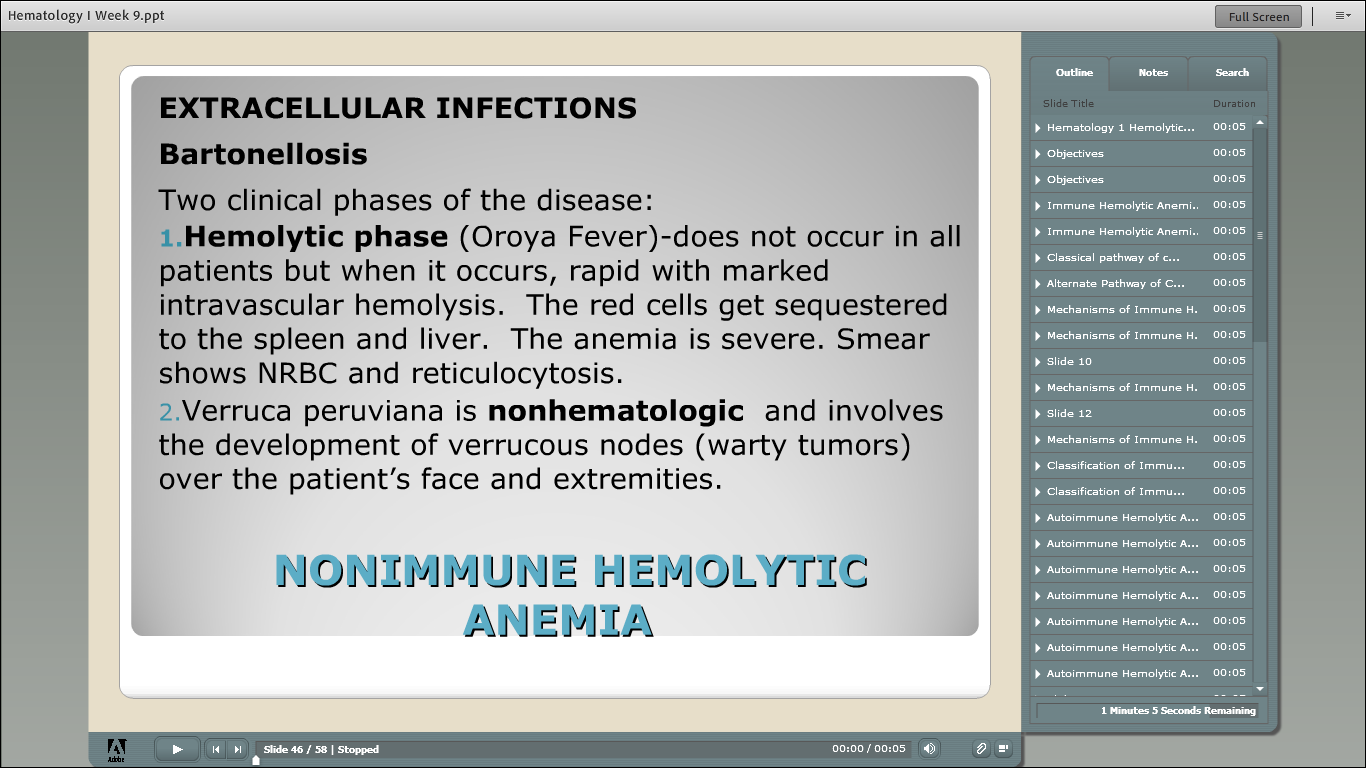 Hematology I Week 9.ppt
Full Screen
EXTRACELLULAR INFECTIONS
Bartonellosis
Two clinical phases of the disease:
1.Hemolytic phase (Oroya Fever)-does not occur in all
patients but when it occurs, rapid with marked
intravascular hemolysis.  The red cells get sequestered
to the spleen and liver.  The anemia is severe. Smear
shows NRBC and reticulocytosis.
2.Verruca peruviana is nonhematologic  and involves
the development of verrucous nodes (warty tumors)
over the patient’s face and extremities.
NONIMMUNE HEMOLYTIC
ANEMIA
Outline Notes Search
Slide Title Duration
Hematology 1 Hemolytic... 00:05
Objectives 00:05
Objectives 00:05
Immune Hemolytic Anemi.. 00:05
Immune Hemolytic Anemi.. 00:05
Classical pathway of c... 00:05
Alternate Pathway of C... 00:05
Mechanisms of Immune H. 00:05
Mechanisms of Immune H. 00:05
Slide 10 00:05
Mechanisms of Immune H. 00:05
Slide 12 00:05
Mechanisms of Immune H. 00:05
Classification of Immu... 00:05
Classification of Immu... 00:05
Autoimmune Hemolytic A... 00:05
Autoimmune Hemolytic A... 00:05
Autoimmune Hemolytic A... 00:05
Autoimmune Hemolytic A... 00:05
Autoimmune Hemolytic A... 00:05
Autoimmune Hemolytic A... 00:05
Autoimmune Hemolytic A... 00:05
1 Minutes 5 Seconds Remaining
Adobe
Slide 46 / 58 | Stopped
00:00 / 00:05